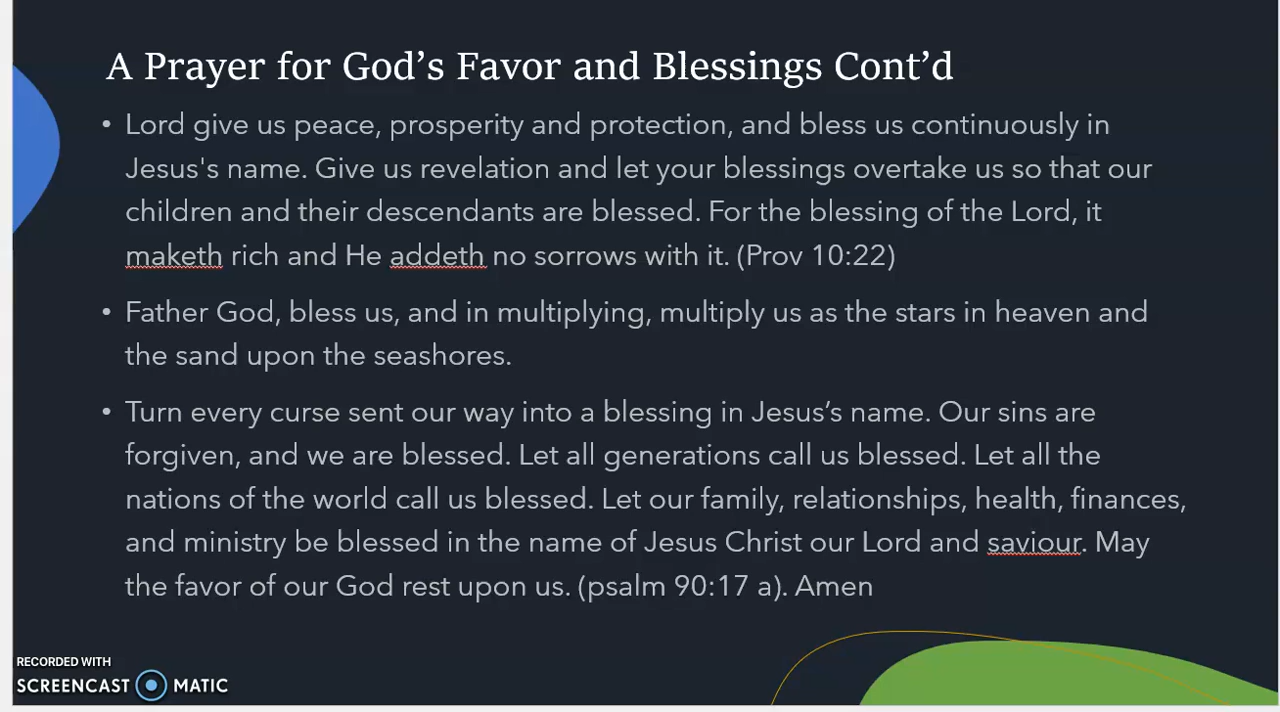 A Prayer for God’s Favor and Blessings Cont’d
• Lord give us peace, prosperity and protection, and bless us continuously in
Jesus's name. Give us revelation and let your blessings overtake us so that our
children and their descendants are blessed. For the blessing of the Lord, it
maketh rich and He addeth no sorrows with it. (Prov 10:22)
• Father God, bless us, and in multiplying, multiply us as the stars in heaven and
the sand upon the seashores.
• Turn every curse sent our way into a blessing in Jesus’s name. Our sins are
forgiven, and we are blessed. Let all generations call us blessed. Let all the
nations of the world call us blessed. Let our family, relationships, health, finances,
and ministry be blessed in the name of Jesus Christ our Lord and saviour. May
the favor of our God rest upon us. (psalm 90:17 a). Amen
RECORDED WITH
SCREENCAST MATIC